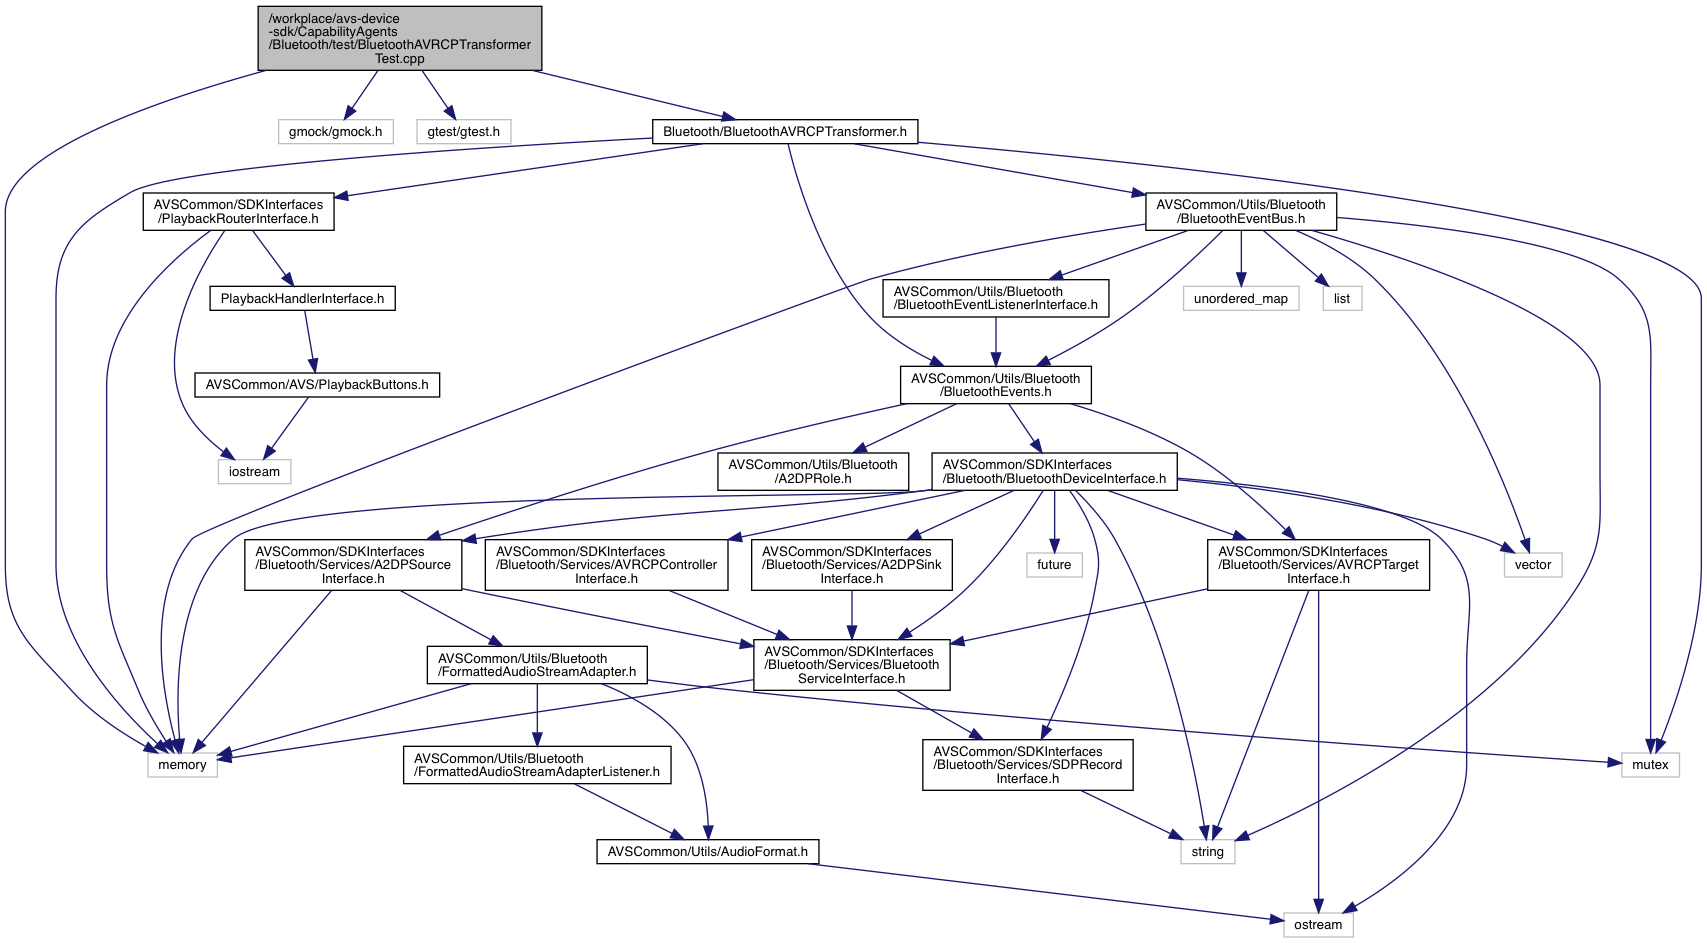 /workplace/avs-device
-sdk/CapabilityAgents
/Bluetooth/test/BluetoothAVRCPTransformer
Test.cpp
gmock/gmock.h
gtest/gtest.h
Bluetooth/BluetoothAVRCPTransformer.h
AVSCommon/SDKInterfaces
/PlaybackRouterInterface.h
AVSCommon/Utils/Bluetooth
/BluetoothEventBus.h
PlaybackHandlerInterface.h
AVSCommon/Utils/Bluetooth
/BluetoothEventListenerInterface.h
unordered_map
list
AVSCommon/AVS/PlaybackButtons.h
AVSCommon/Utils/Bluetooth
/BluetoothEvents.h
iostream
AVSCommon/Utils/Bluetooth
/A2DPRole.h
AVSCommon/SDKInterfaces
/Bluetooth/BluetoothDeviceInterface.h
AVSCommon/SDKInterfaces
/Bluetooth/Services/A2DPSource
Interface.h
AVSCommon/SDKInterfaces
/Bluetooth/Services/AVRCPController
Interface.h
AVSCommon/SDKInterfaces
/Bluetooth/Services/A2DPSink
Interface.h
future
AVSCommon/SDKInterfaces
/Bluetooth/Services/AVRCPTarget
Interface.h
vector
AVSCommon/Utils/Bluetooth
/FormattedAudioStreamAdapter.h
AVSCommon/SDKInterfaces
/Bluetooth/Services/Bluetooth
ServiceInterface.h
memory
AVSCommon/Utils/Bluetooth
/FormattedAudioStreamAdapterListener.h
AVSCommon/SDKInterfaces
/Bluetooth/Services/SDPRecord
Interface.h
mutex
AVSCommon/Utils/AudioFormat.h
string
ostream